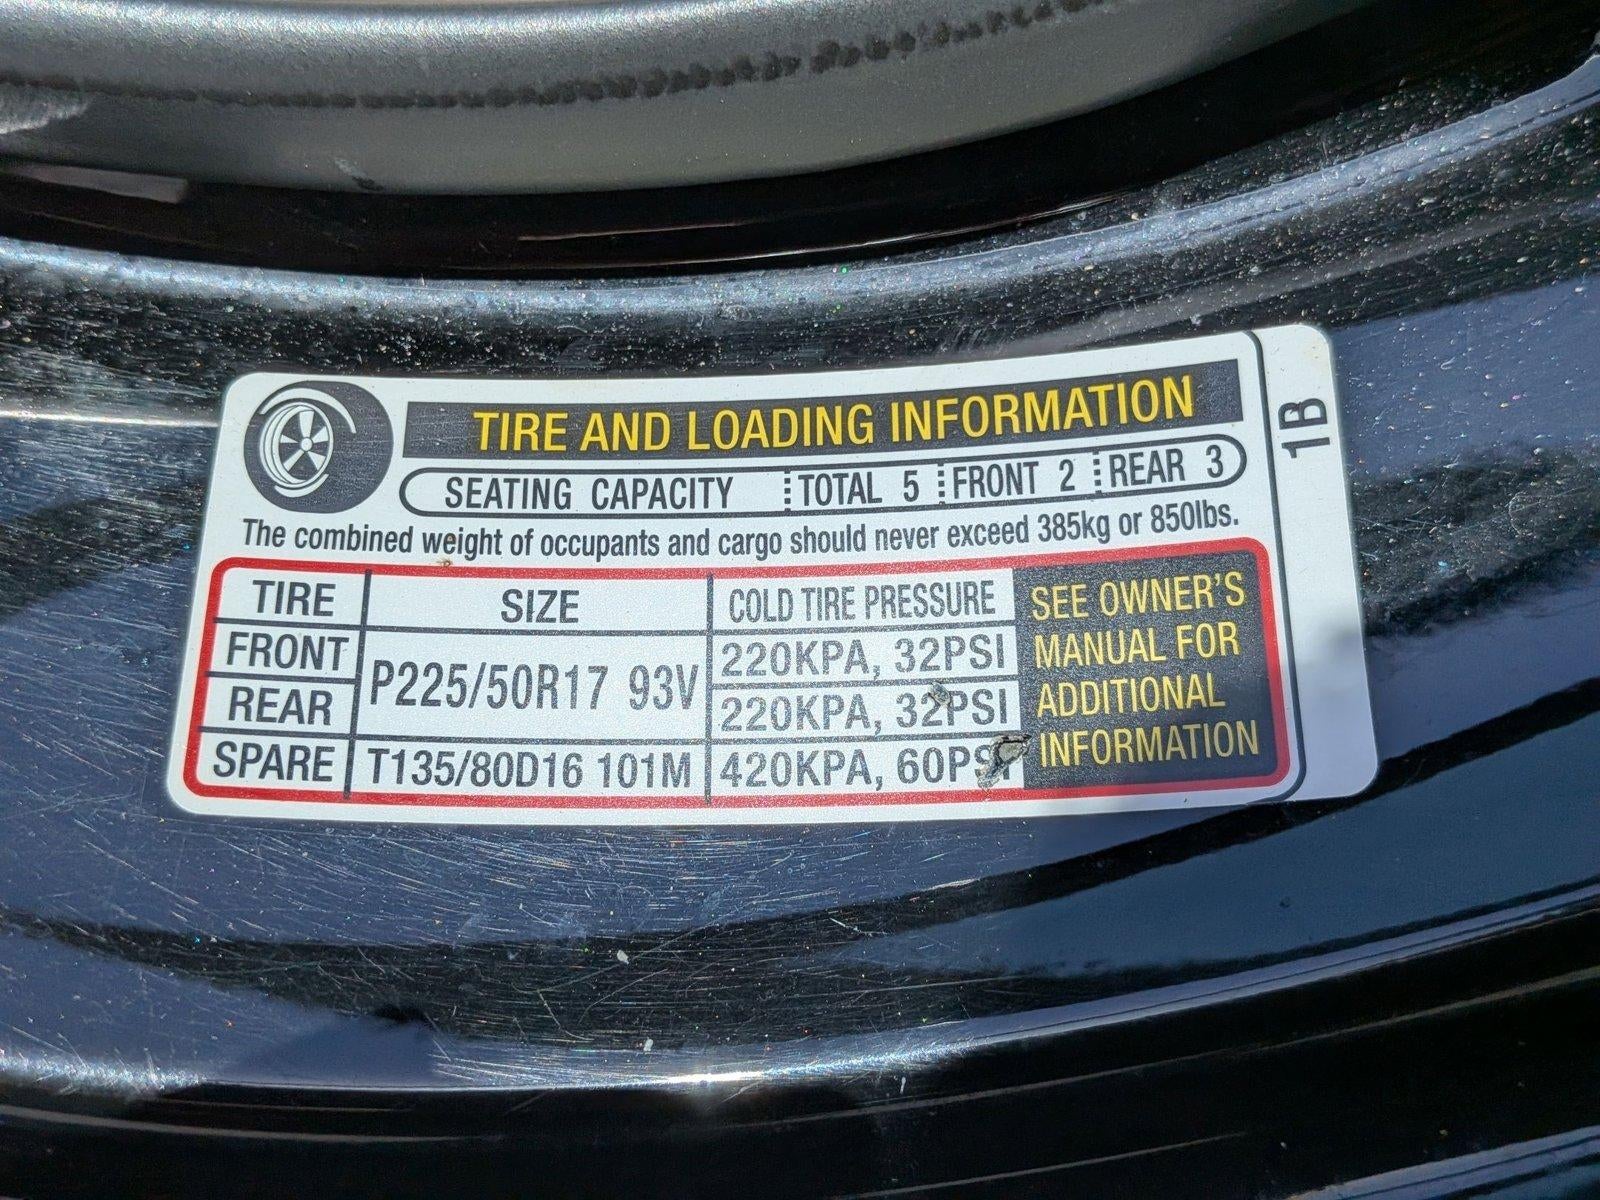 TIRE AND LOADING INFORMATION
SEATING CAPACITY TOTAL 5 FRONT 2 REAR 3
The combined weight of occupants and cargo should never exceed 385kg or 850lbs.
TIRE SIZE COLD TIRE PRESSURE
FRONT P225/50R17 93V 220KPA, 32PSI
REAR 220KPA, 32PSI
SPARE T135/80D16 101M 420KPA, 60PSI
SEE OWNER'S
MANUAL FOR
ADDITIONAL
INFORMATION
1B